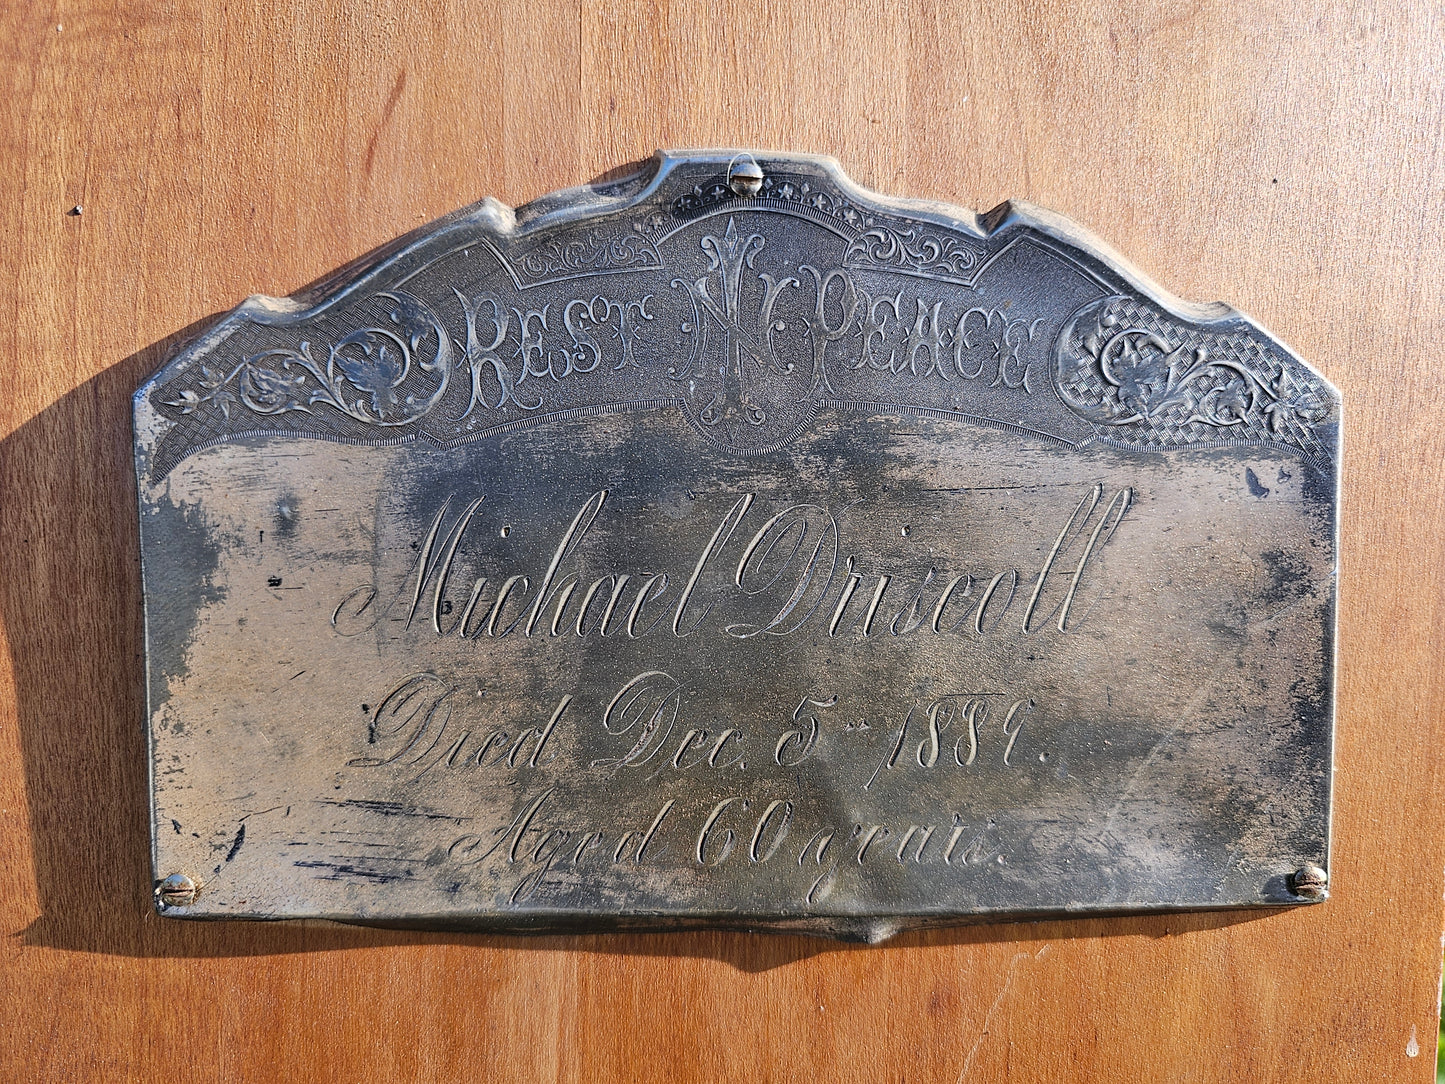 REST IN PEACE
Michael Driscoll
Died Dec. 5th 1889.
Aged 60 years.